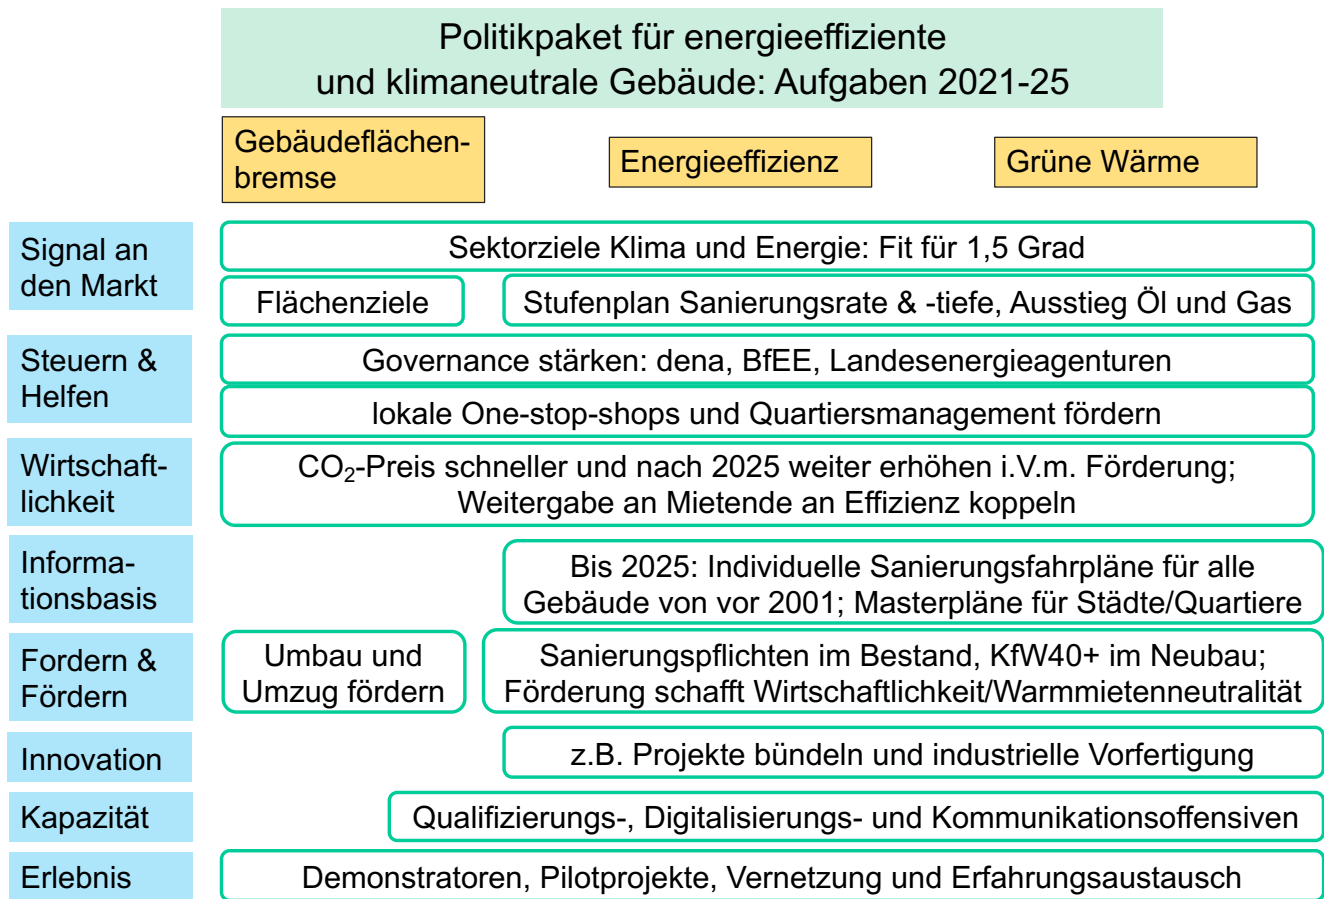 Politikpaket für energieeffiziente
und klimaneutrale Gebäude: Aufgaben 2021-25
Gebäudeflächen-
bremse
Energieeffizienz
Grüne Wärme
Signal an
den Markt
Sektorziele Klima und Energie: Fit für 1,5 Grad
Flächenziele
Stufenplan Sanierungsrate & -tiefe, Ausstieg Öl und Gas
Steuern &
Helfen
Governance stärken: dena, BfEE, Landesenergieagenturen
lokale One-stop-shops und Quartiersmanagement fördern
Wirtschaft-
lichkeit
CO₂-Preis schneller und nach 2025 weiter erhöhen i.V.m. Förderung;
Weitergabe an Mietende an Effizienz koppeln
Informa-
tionsbasis
Bis 2025: Individuelle Sanierungsfahrpläne für alle
Gebäude von vor 2001; Masterpläne für Städte/Quartiere
Fordern &
Fördern
Umbau und
Umzug fördern
Sanierungspflichten im Bestand, KfW40+ im Neubau;
Förderung schafft Wirtschaftlichkeit/Warmmietenneutralität
Innovation
z.B. Projekte bündeln und industrielle Vorfertigung
Kapazität
Qualifizierungs-, Digitalisierungs- und Kommunikationsoffensiven
Erlebnis
Demonstratoren, Pilotprojekte, Vernetzung und Erfahrungsaustausch